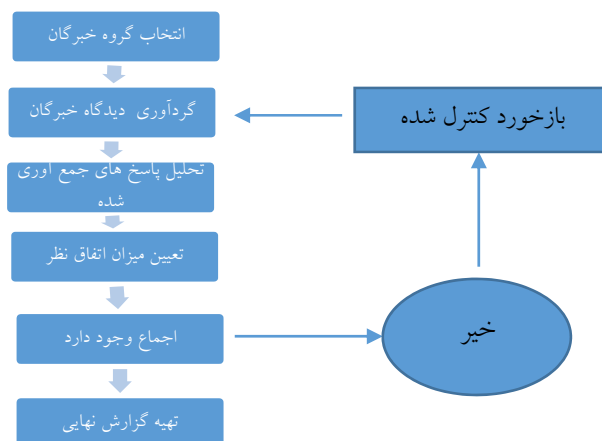 انتخاب گروه خبرگان
گردآوری دیدگاه خبرگان
تحلیل پاسخ های جمع آوری
شده
تعیین میزان اتفاق نظر
اجماع وجود دارد
تهیه گزارش نهایی
بازخورد کنترل شده
خیر